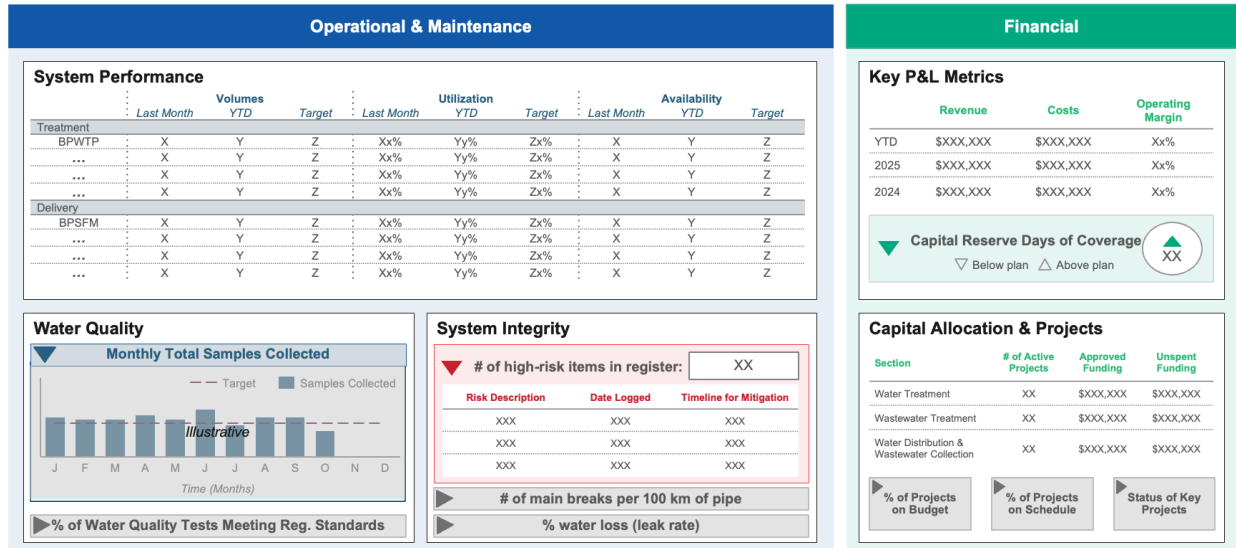 Operational & Maintenance
Financial
System Performance
Volumes Utilization Availability
Last Month YTD Target Last Month YTD Target Last Month YTD Target
Treatment
BPWTP X Y Z Xx% Yy% Zx% X Y Z
... X Y Z Xx% Yy% Zx% X Y Z
... X Y Z Xx% Yy% Zx% X Y Z
... X Y Z Xx% Yy% Zx% X Y Z
Delivery
BPSFM X Y Z Xx% Yy% Zx% X Y Z
... X Y Z Xx% Yy% Zx% X Y Z
... X Y Z Xx% Yy% Zx% X Y Z
... X Y Z Xx% Yy% Zx% X Y Z
Key P&L Metrics
Revenue Costs Operating
Margin
YTD $XXX,XXX $XXX,XXX Xx%
2025 $XXX,XXX $XXX,XXX Xx%
2024 $XXX,XXX $XXX,XXX Xx%
Capital Reserve Days of Coverage
XX
Below plan Above plan
Water Quality
Monthly Total Samples Collected
Target Samples Collected
Illustrative
J F M A M J J A S O N D
Time (Months)
% of Water Quality Tests Meeting Reg. Standards
System Integrity
# of high-risk items in register: XX
Risk Description Date Logged Timeline for Mitigation
XXX XXX XXX
XXX XXX XXX
XXX XXX XXX
# of main breaks per 100 km of pipe
% water loss (leak rate)
Capital Allocation & Projects
Section # of Active Approved Unspent
Projects Funding Funding
Water Treatment XX $XXX,XXX $XXX,XXX
Wastewater Treatment XX $XXX,XXX $XXX,XXX
Water Distribution &
Wastewater Collection XX $XXX,XXX $XXX,XXX
% of Projects
on Budget
% of Projects
on Schedule
Status of Key
Projects